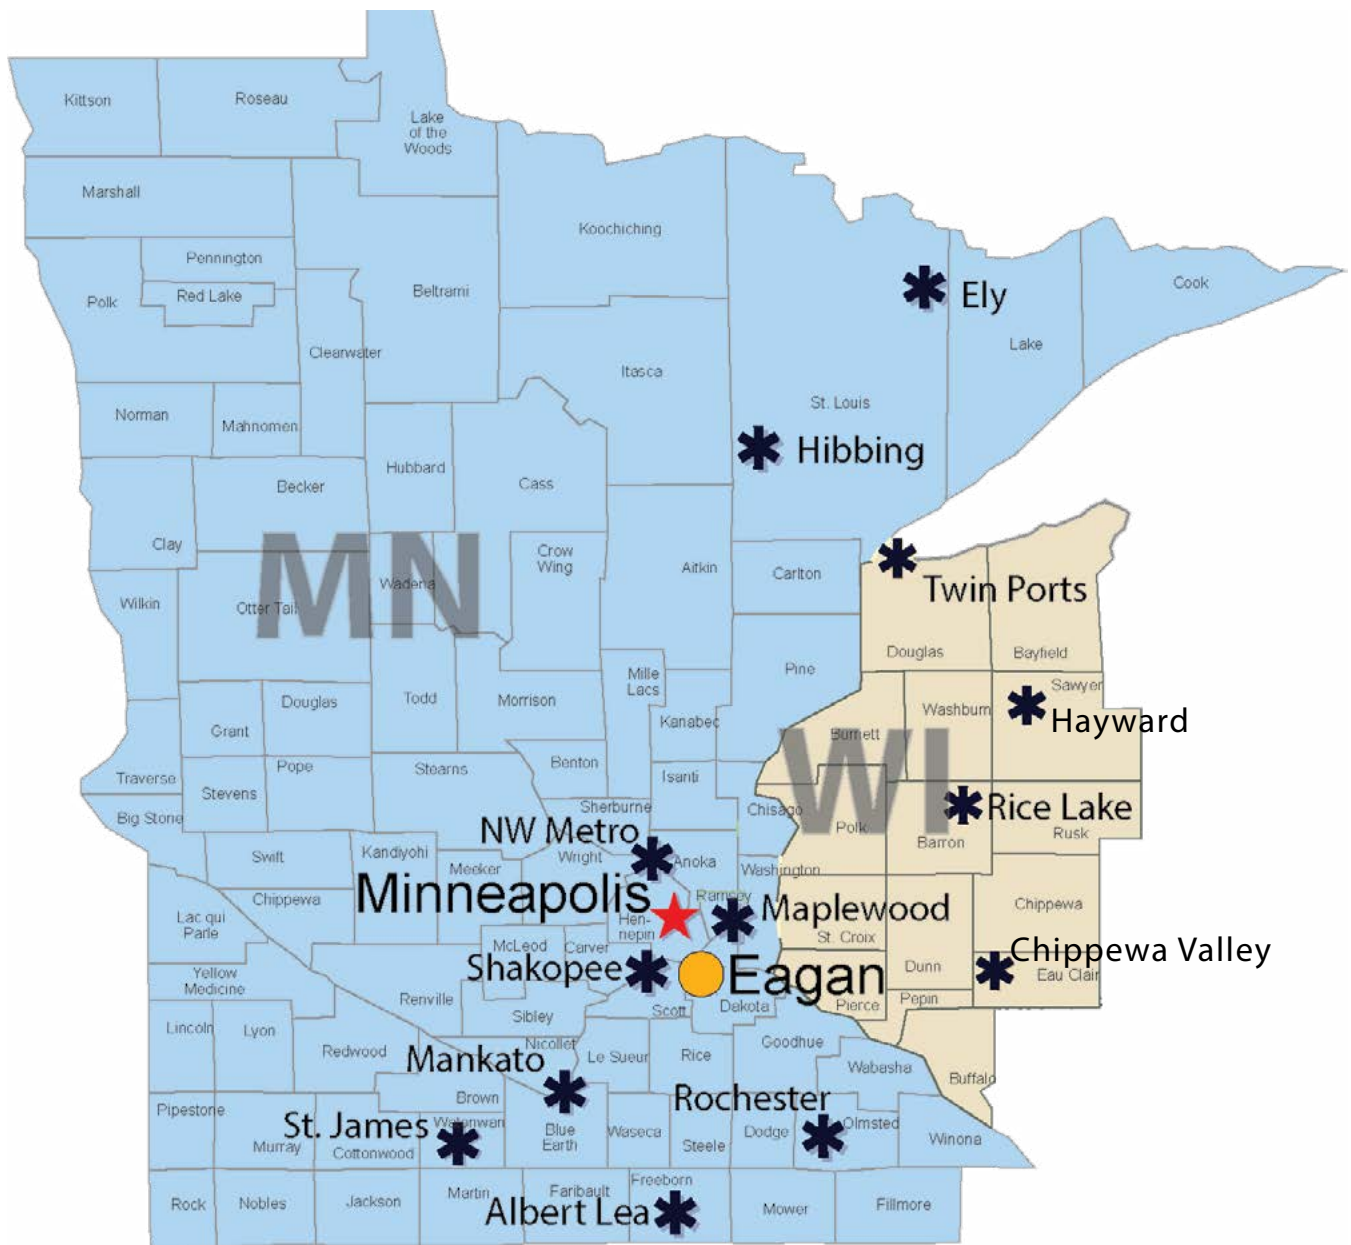 Kittson
Roseau
Lake
of the
Woods
Marshall
Koochiching
Pennington
Red Lake
Polk
Beltrami
Ely
Cook
Lake
Clearwater
Itasca
St. Louis
Norman
Mahnomen
Hibbing
Hubbard
Cass
Becker
MN
Clay
Crow
Wing
Aitkin
Carlton
Twin Ports
Wadena
Wilkin
Otter Tail
Douglas
Bayfield
Mille
Lacs
Pine
Sawyer
Hayward
Douglas
Todd
Morrison
Washburn
Kanabec
Grant
WI
Burnett
Traverse
Pope
Stearns
Benton
Isanti
Stevens
Big Stone
Sherburne
Chisago
Rice Lake
NW Metro
Polk
Barron
Rusk
Swift
Kandiyohi
Meeker
Wright
Anoka
Washington
Minneapolis
Ramsey
Maplewood
Chippewa
Chippewa
Lac qui
Parle
Hen-
nepin
St. Croix
McLeod
Carver
Chippewa Valley
Shakopee
Eagan
Dunn
Eau Clair
Yellow
Medicine
Renville
Sibley
Scott
Dakota
Pierce
Pepin
Lincoln
Lyon
Redwood
Nicollet
Mankato
Le Sueur
Rice
Goodhue
Wabasha
Buffalo
Brown
Rochester
Pipestone
St. James
Watonwan
Murray
Cottonwood
Blue
Earth
Waseca
Steele
Dodge
Olmsted
Winona
Rock
Nobles
Jackson
Martin
Faribault
Freeborn
Albert Lea
Mower
Fillmore